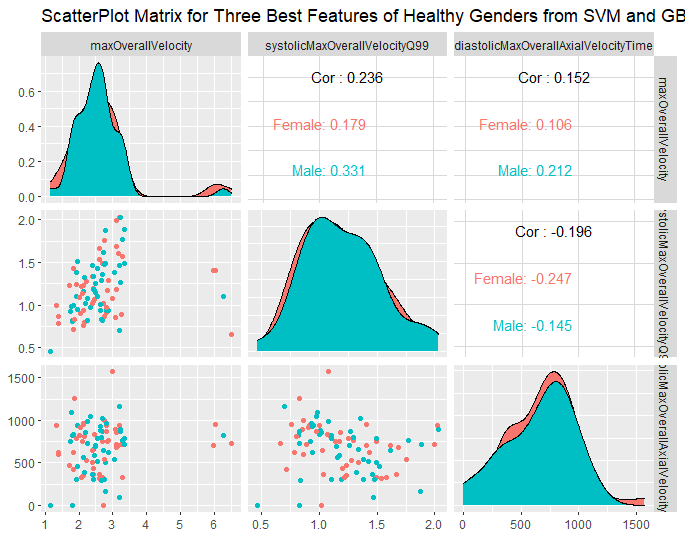 ScatterPlot Matrix for Three Best Features of Healthy Genders from SVM and GB
maxOverallVelocity
systolicMaxOverallVelocityQ99
diastolicMaxOverallAxialVelocityTime
0.6
0.4
0.2
0.0
Cor : 0.236
Female: 0.179
Male: 0.331
Cor : 0.152
Female: 0.106
Male: 0.212
maxOverallVelocity
2.0
1.5
1.0
0.5
Cor : -0.196
Female: -0.247
Male: -0.145
stolicMaxOverallVelocityQ9
1500
1000
500
0
olicMaxOverallAxialVelocity
1 2 3 4 5 6
0.5 1.0 1.5 2.0
0 500 1000 1500